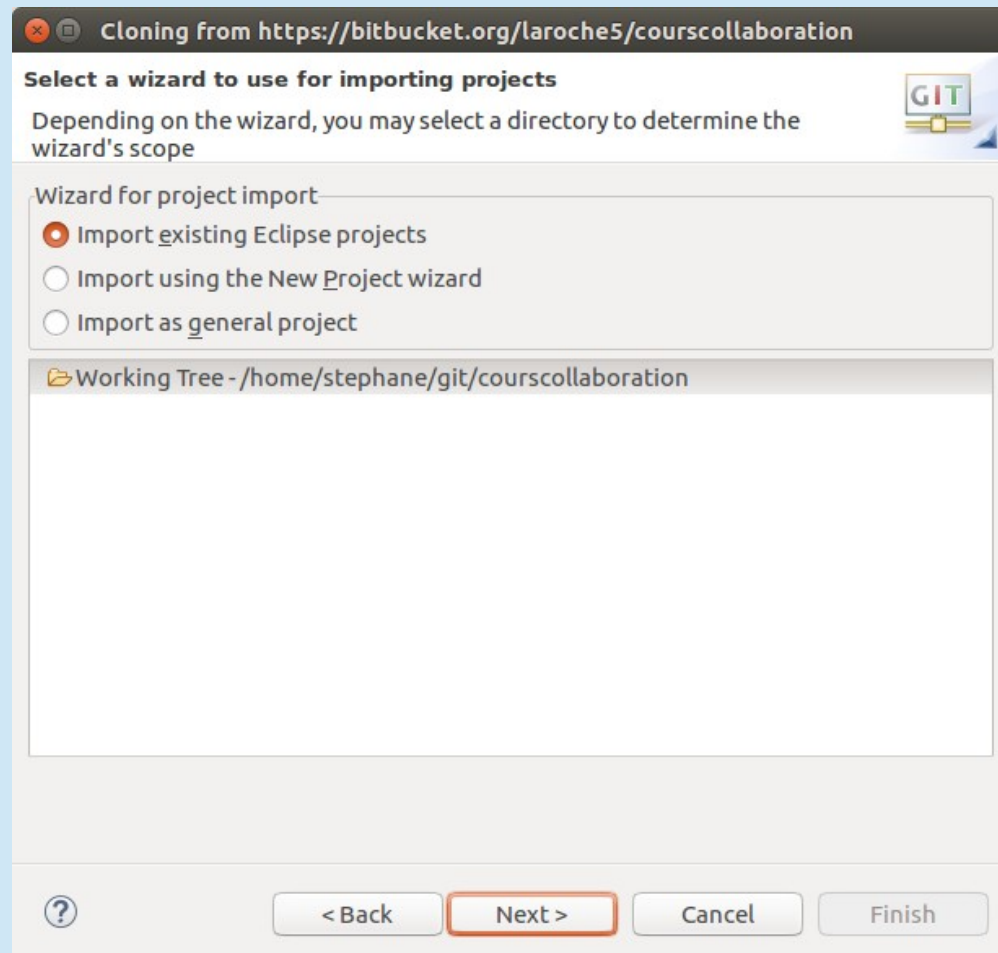 Cloning from https://bitbucket.org/laroche5/courscollaboration
Select a wizard to use for importing projects
Depending on the wizard, you may select a directory to determine the
wizard's scope
GIT
Wizard for project import
Import existing Eclipse projects
Import using the New Project wizard
Import as general project
Working Tree - /home/stephane/git/courscollaboration
?
< Back
Next >
Cancel
Finish